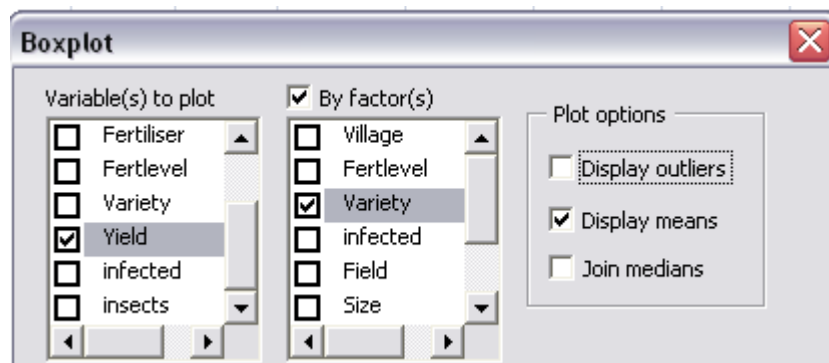 Boxplot
Variable(s) to plot
Fertiliser
Fertlevel
Variety
Yield
infected
insects
By factor(s)
Village
Fertlevel
Variety
infected
Field
Size
Plot options
Display outliers
Display means
Join medians